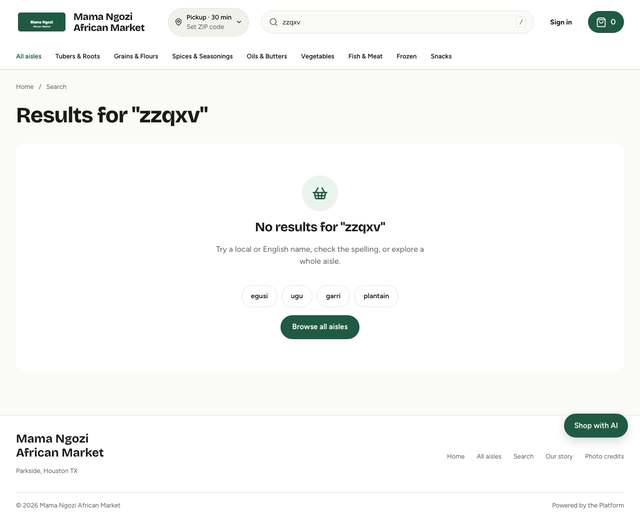 Mama Ngozi
African Market
Mama Ngozi
African Market
Pickup · 30 min
Set ZIP code
zzqxv
/
Sign in
0
All aisles
Tubers & Roots
Grains & Flours
Spices & Seasonings
Oils & Butters
Vegetables
Fish & Meat
Frozen
Snacks
Home / Search
Results for "zzqxv"
No results for "zzqxv"
Try a local or English name, check the spelling, or explore a
whole aisle.
egusi
ugu
garri
plantain
Browse all aisles
Shop with AI
Mama Ngozi
African Market
Parkside, Houston TX
Home
All aisles
Search
Our story
Photo credits
© 2026 Mama Ngozi African Market
Powered by the Platform